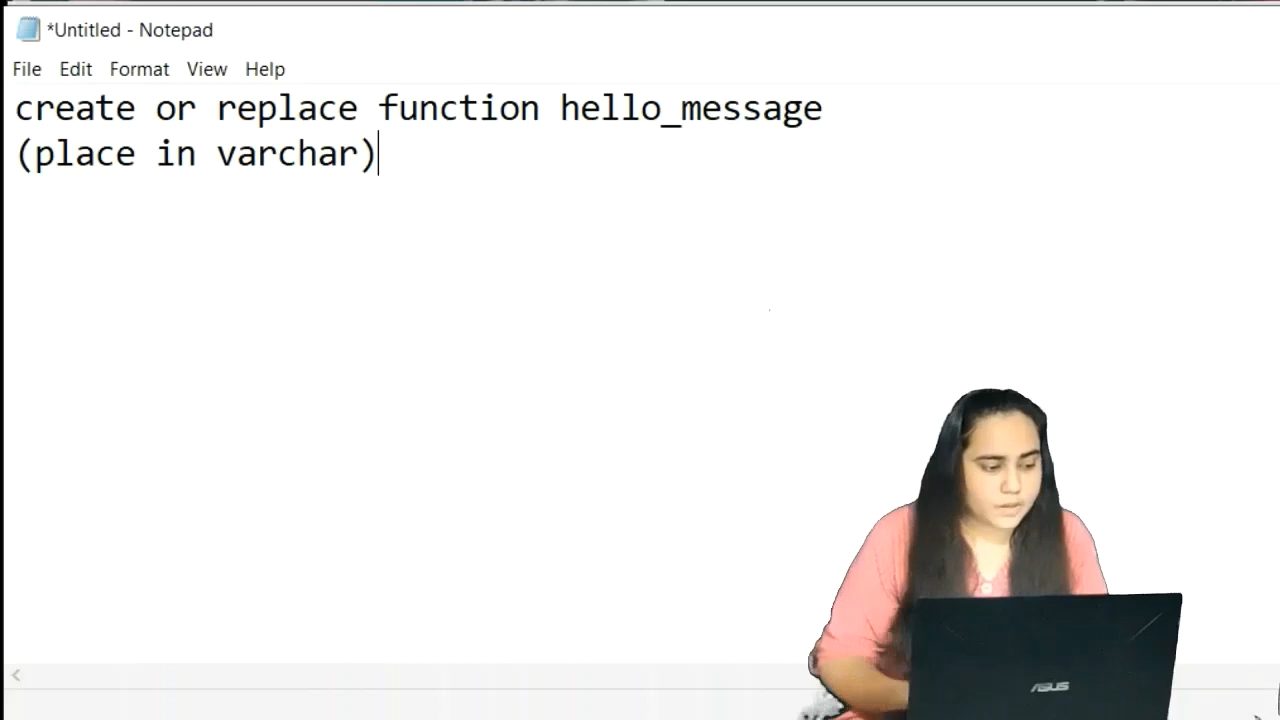 *Untitled - Notepad
File Edit Format View Help
create or replace function hello_message
(place in varchar)
ASUS